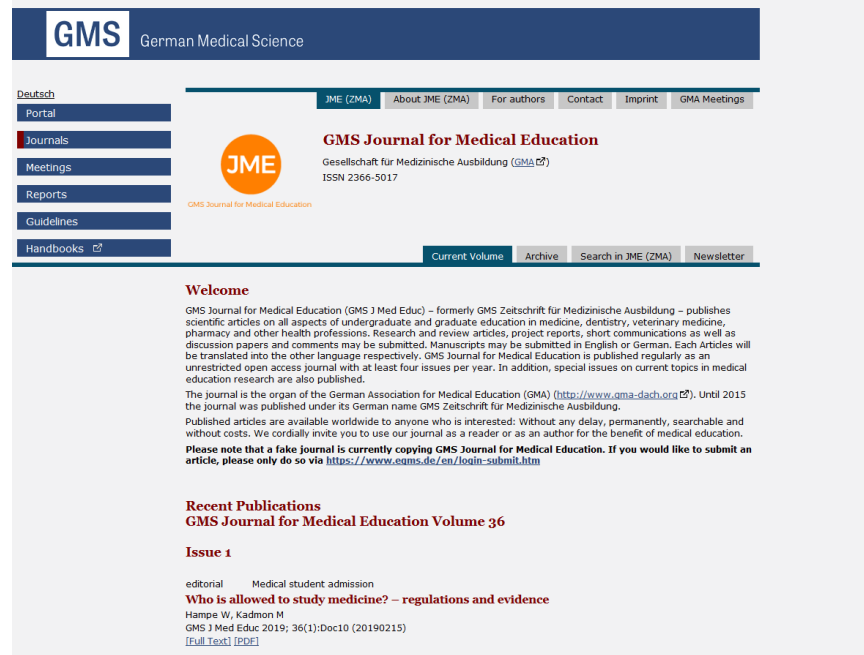 GMS German Medical Science
Deutsch
Portal
Journals
Meetings
Reports
Guidelines
Handbooks
JME (ZMA) About JME (ZMA) For authors Contact Imprint GMA Meetings
JME
GMS Journal for Medical Education
GMS Journal for Medical Education
Gesellschaft für Medizinische Ausbildung (GMA)
ISSN 2366-5017
Current Volume Archive Search in JME (ZMA) Newsletter
Welcome
GMS Journal for Medical Education (GMS J Med Educ) – formerly GMS Zeitschrift für Medizinische Ausbildung – publishes
scientific articles on all aspects of undergraduate and graduate education in medicine, dentistry, veterinary medicine,
pharmacy and other health professions. Research and review articles, project reports, short communications as well as
discussion papers and comments may be submitted. Manuscripts may be submitted in English or German. Each Articles will
be translated into the other language respectively. GMS Journal for Medical Education is published regularly as an
unrestricted open access journal with at least four issues per year. In addition, special issues on current topics in medical
education research are also published.
The journal is the organ of the German Association for Medical Education (GMA) (http://www.gma-dach.org). Until 2015
the journal was published under its German name GMS Zeitschrift für Medizinische Ausbildung.
Published articles are available worldwide to anyone who is interested: Without any delay, permanently, searchable and
without costs. We cordially invite you to use our journal as a reader or as an author for the benefit of medical education.
Please note that a fake journal is currently copying GMS Journal for Medical Education. If you would like to submit an
article, please only do so via https://www.egms.de/en/login-submit.htm
Recent Publications
GMS Journal for Medical Education Volume 36
Issue 1
editorial Medical student admission
Who is allowed to study medicine? – regulations and evidence
Hampe W, Kadmon M
GMS J Med Educ 2019; 36(1):Doc10 (20190215)
[Full Text] [PDF]